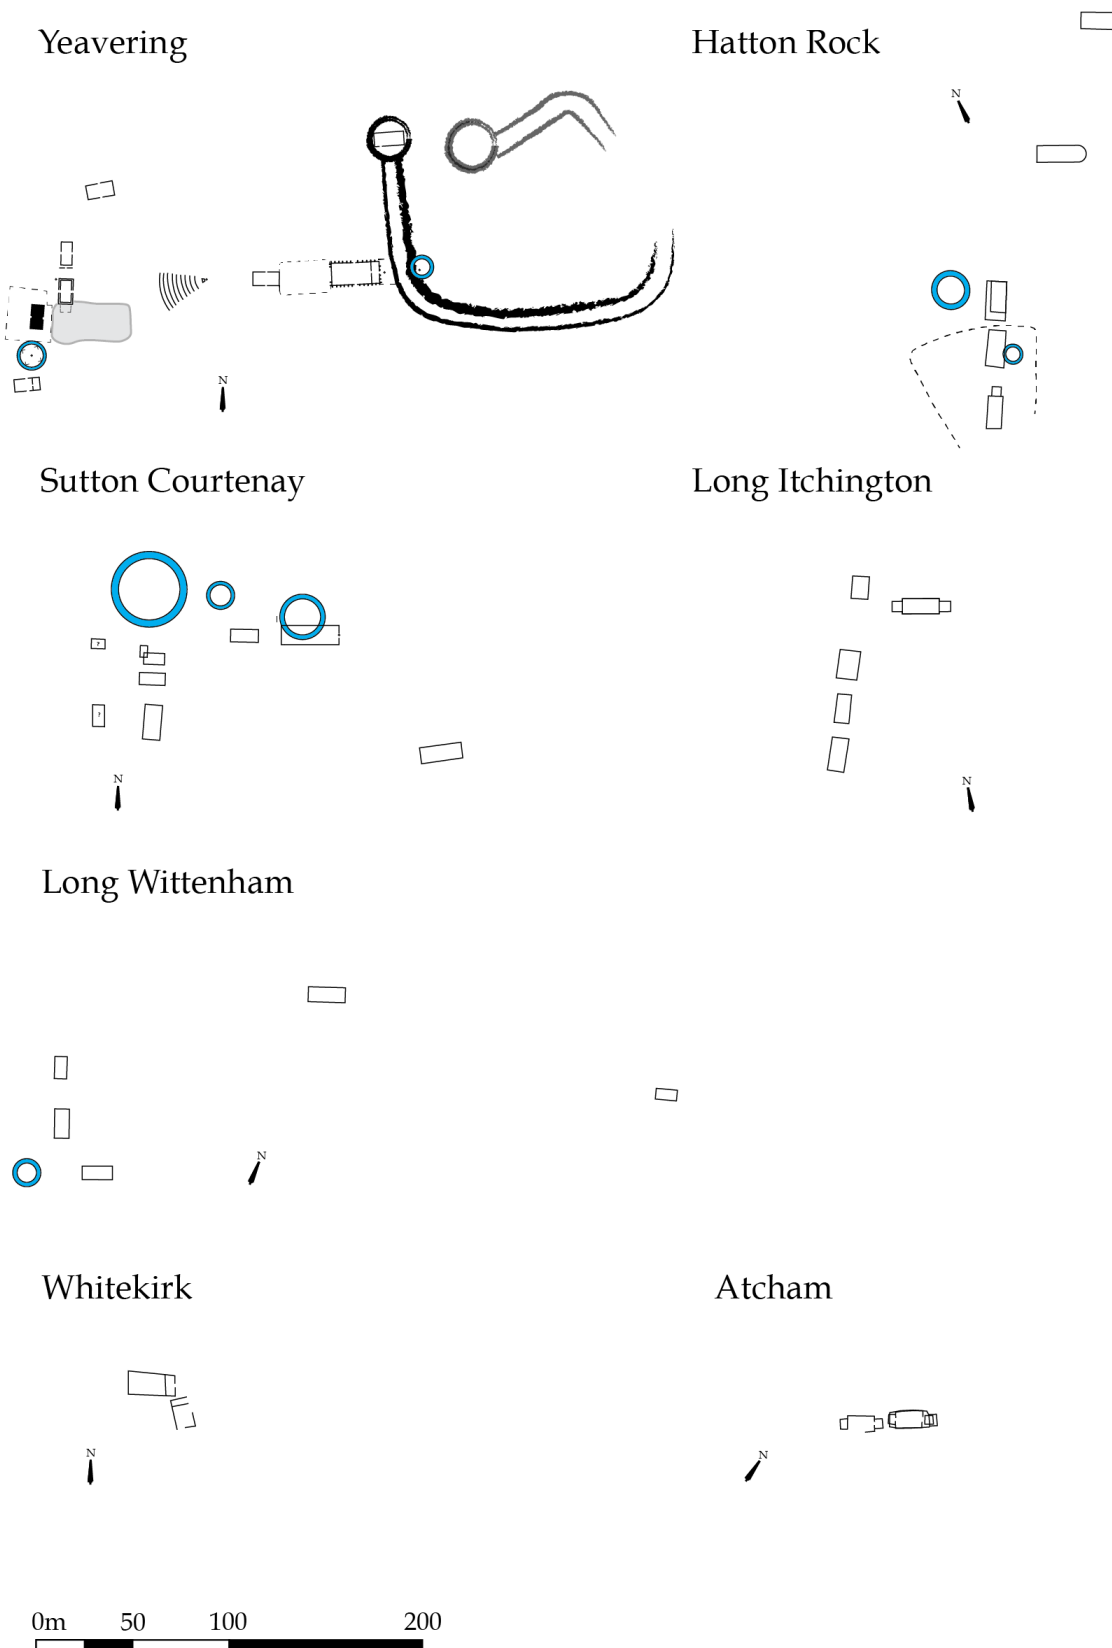 Yeavering
Hatton Rock
N
N
Sutton Courtenay
Long Itchington
?
?
N
N
Long Wittenham
N
Whitekirk
Atcham
N
N
0m 50 100 200